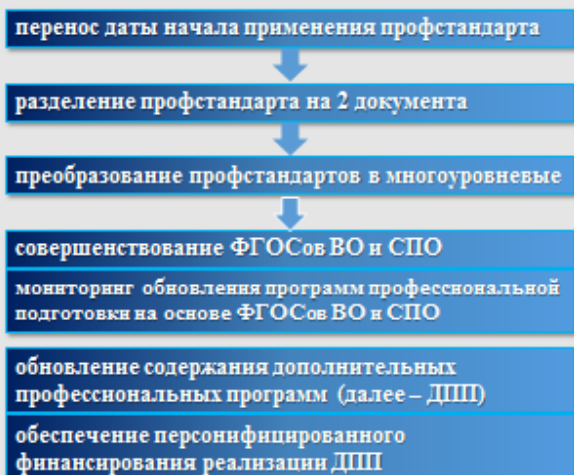 перенос даты начала применения профстандарта
разделение профстандарта на 2 документа
преобразование профстандартов в многоуровневые
совершенствование ФГОСов ВО и СПО
мониторинг обновления программ профессиональной
подготовки на основе ФГОСов ВО и СПО
обновление содержания дополнительных
профессиональных программ (далее – ДПП)
обеспечение персонифицированного
финансирования реализации ДПП